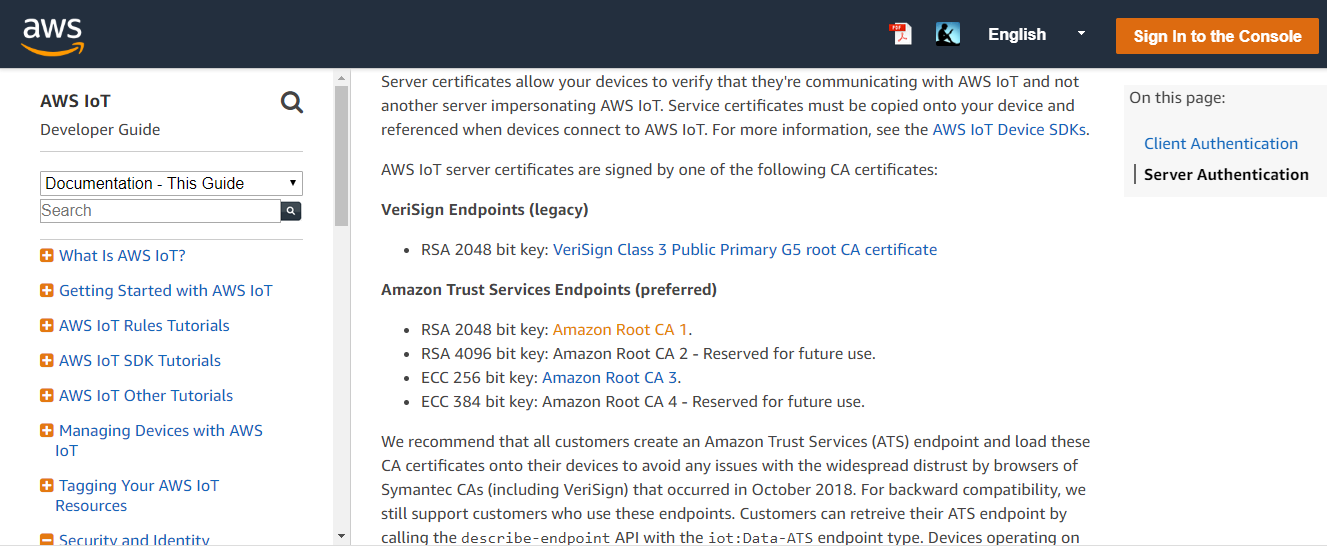 aws
PDF
English
Sign In to the Console
AWS IoT
Developer Guide
Documentation - This Guide
Search
What Is AWS IoT?
Getting Started with AWS IoT
AWS IoT Rules Tutorials
AWS IoT SDK Tutorials
AWS IoT Other Tutorials
Managing Devices with AWS
IoT
Tagging Your AWS IoT
Resources
Security and Identity
Server certificates allow your devices to verify that they're communicating with AWS IoT and not
another server impersonating AWS IoT. Service certificates must be copied onto your device and
referenced when devices connect to AWS IoT. For more information, see the AWS IoT Device SDKs.
AWS IoT server certificates are signed by one of the following CA certificates:
VeriSign Endpoints (legacy)
• RSA 2048 bit key: VeriSign Class 3 Public Primary G5 root CA certificate
Amazon Trust Services Endpoints (preferred)
• RSA 2048 bit key: Amazon Root CA 1.
• RSA 4096 bit key: Amazon Root CA 2 - Reserved for future use.
• ECC 256 bit key: Amazon Root CA 3.
• ECC 384 bit key: Amazon Root CA 4 - Reserved for future use.
We recommend that all customers create an Amazon Trust Services (ATS) endpoint and load these
CA certificates onto their devices to avoid any issues with the widespread distrust by browsers of
Symantec CAs (including VeriSign) that occurred in October 2018. For backward compatibility, we
still support customers who use these endpoints. Customers can retreive their ATS endpoint by
calling the describe-endpoint API with the iot:Data-ATS endpoint type. Devices operating on
On this page:
Client Authentication
Server Authentication